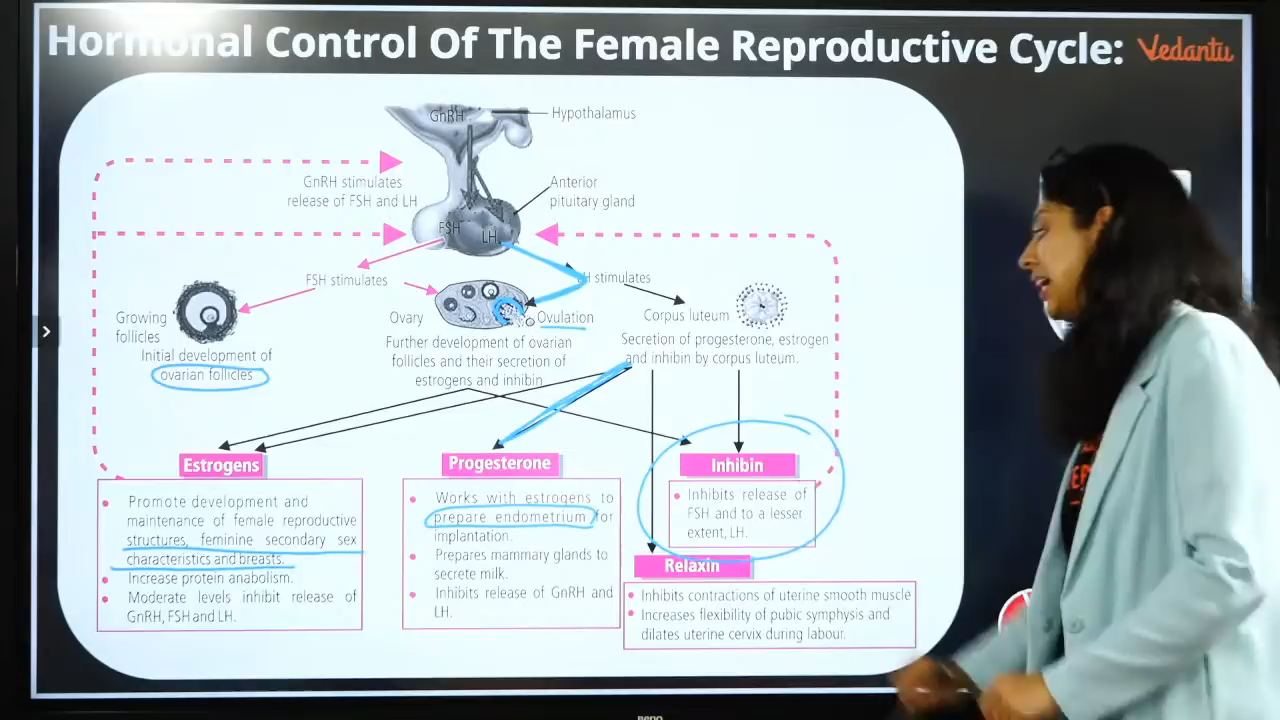 Hormonal Control Of The Female Reproductive Cycle:
Vedantu
GnRH
Hypothalamus
GnRH stimulates
release of FSH and LH
Anterior
pituitary gland
FSH
LH
FSH stimulates
stimulates
Growing
follicles
Initial development of
ovarian follicles
Ovary
Ovulation
Further development of ovarian
follicles and their secretion of
estrogens and inhibin
Corpus luteum
Secretion of progesterone, estrogen
and inhibin by corpus luteum.
Estrogens
• Promote development and
maintenance of female reproductive
structures, feminine secondary sex
characteristics and breasts.
• Increase protein anabolism.
• Moderate levels inhibit release of
GnRH, FSH and LH.
Progesterone
• Works with estrogens to
prepare endometrium for
implantation.
• Prepares mammary glands to
secrete milk.
• Inhibits release of GnRH and
LH.
Inhibin
• Inhibits release of
FSH and to a lesser
extent, LH.
Relaxin
• Inhibits contractions of uterine smooth muscle
• Increases flexibility of pubic symphysis and
dilates uterine cervix during labour.